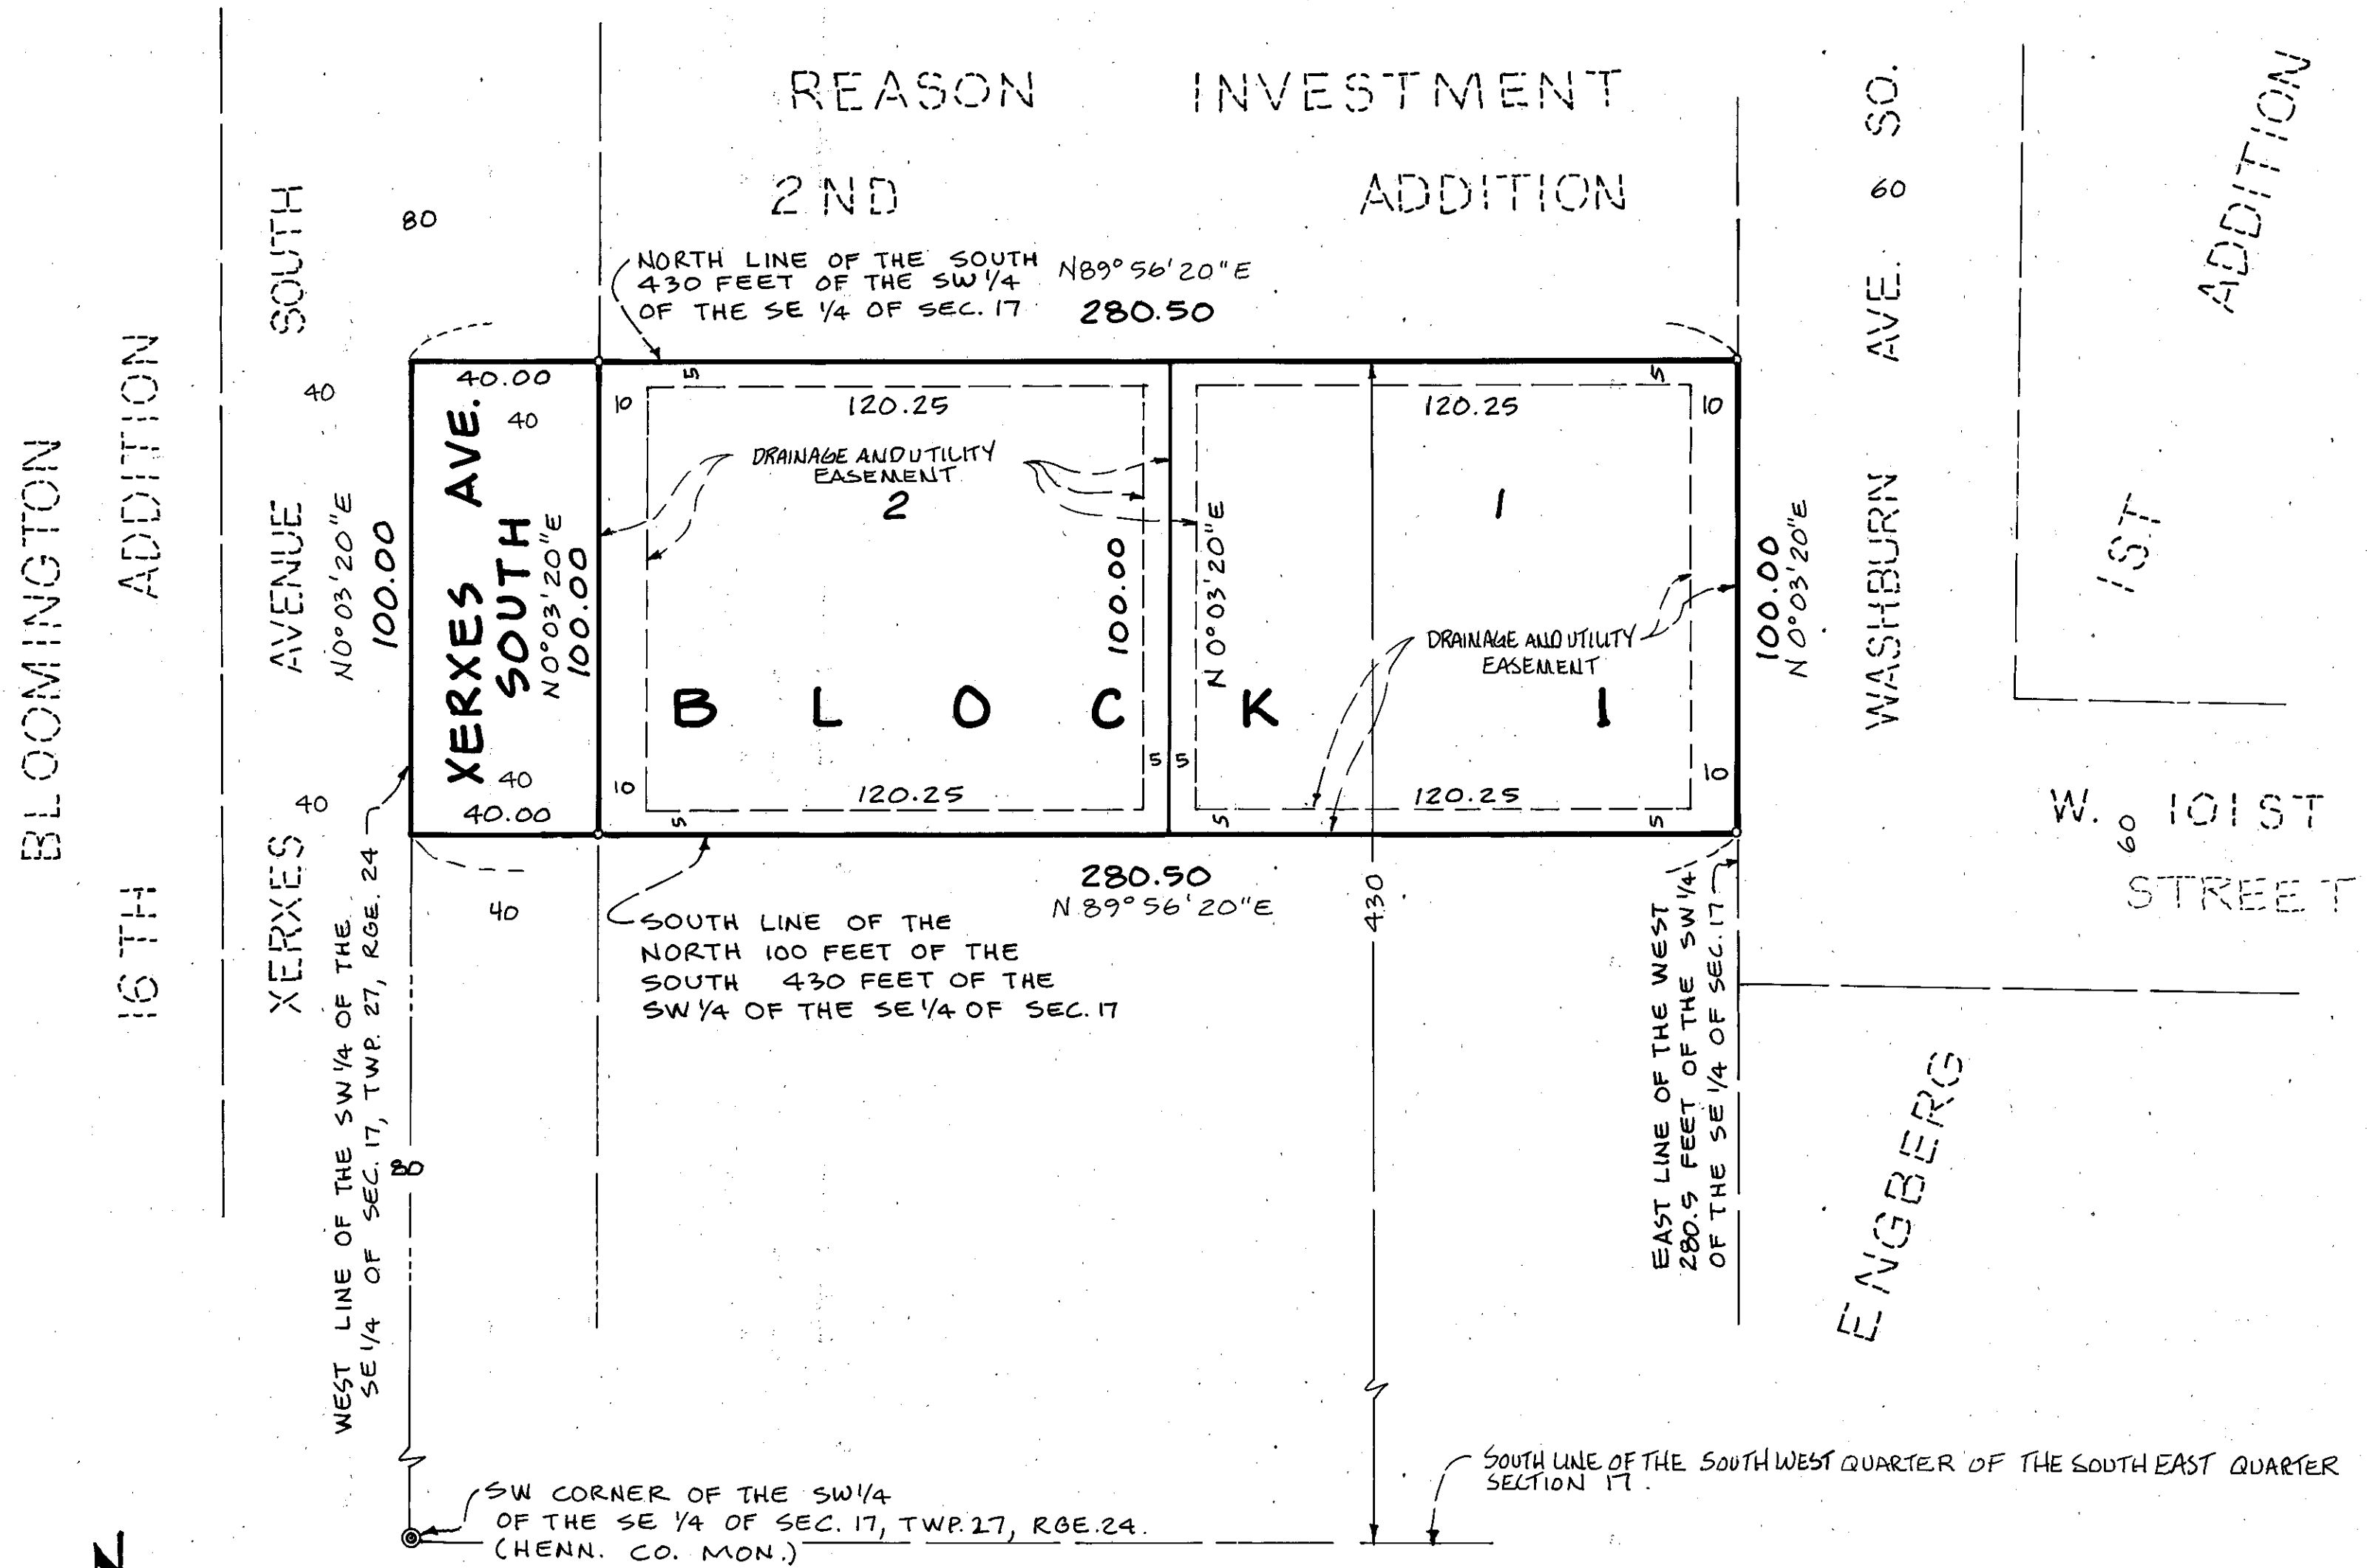 REASON INVESTMENT
2ND ADDITION
BLOOMINGTON
16TH ADDITION
XERXES AVENUE SOUTH
80
40
40
40
80
NORTH LINE OF THE SOUTH
430 FEET OF THE SW 1/4
OF THE SE 1/4 OF SEC. 17
N89°56'20"E
280.50
N0°03'20"E
100.00
40.00
40
XERXES AVE.
SOUTH
N0°03'20"E
100.00
40
40.00
5
10
120.25
DRAINAGE AND UTILITY
EASEMENT
2
100.00
N0°03'20"E
10
120.25
5
5 5
5
120.25
10
1
DRAINAGE AND UTILITY
EASEMENT
BLOCK 1
10
120.25
5
5
100.00
N0°03'20"E
WASHBURN AVE. SO.
60
1ST ADDITION
ENGBERG
W. 101ST
60
STREET
280.50
N89°56'20"E
430
SOUTH LINE OF THE
NORTH 100 FEET OF THE
SOUTH 430 FEET OF THE
SW 1/4 OF THE SE 1/4 OF SEC. 17
WEST LINE OF THE SW 1/4 OF THE
SE 1/4 OF SEC. 17, TWP. 27, RGE. 24
EAST LINE OF THE WEST
280.5 FEET OF THE SW 1/4
OF THE SE 1/4 OF SEC. 17
SOUTH LINE OF THE SOUTHWEST QUARTER OF THE SOUTHEAST QUARTER
SECTION 17.
SW CORNER OF THE SW 1/4
OF THE SE 1/4 OF SEC. 17, TWP. 27, RGE. 24.
(HENN. CO. MON.)